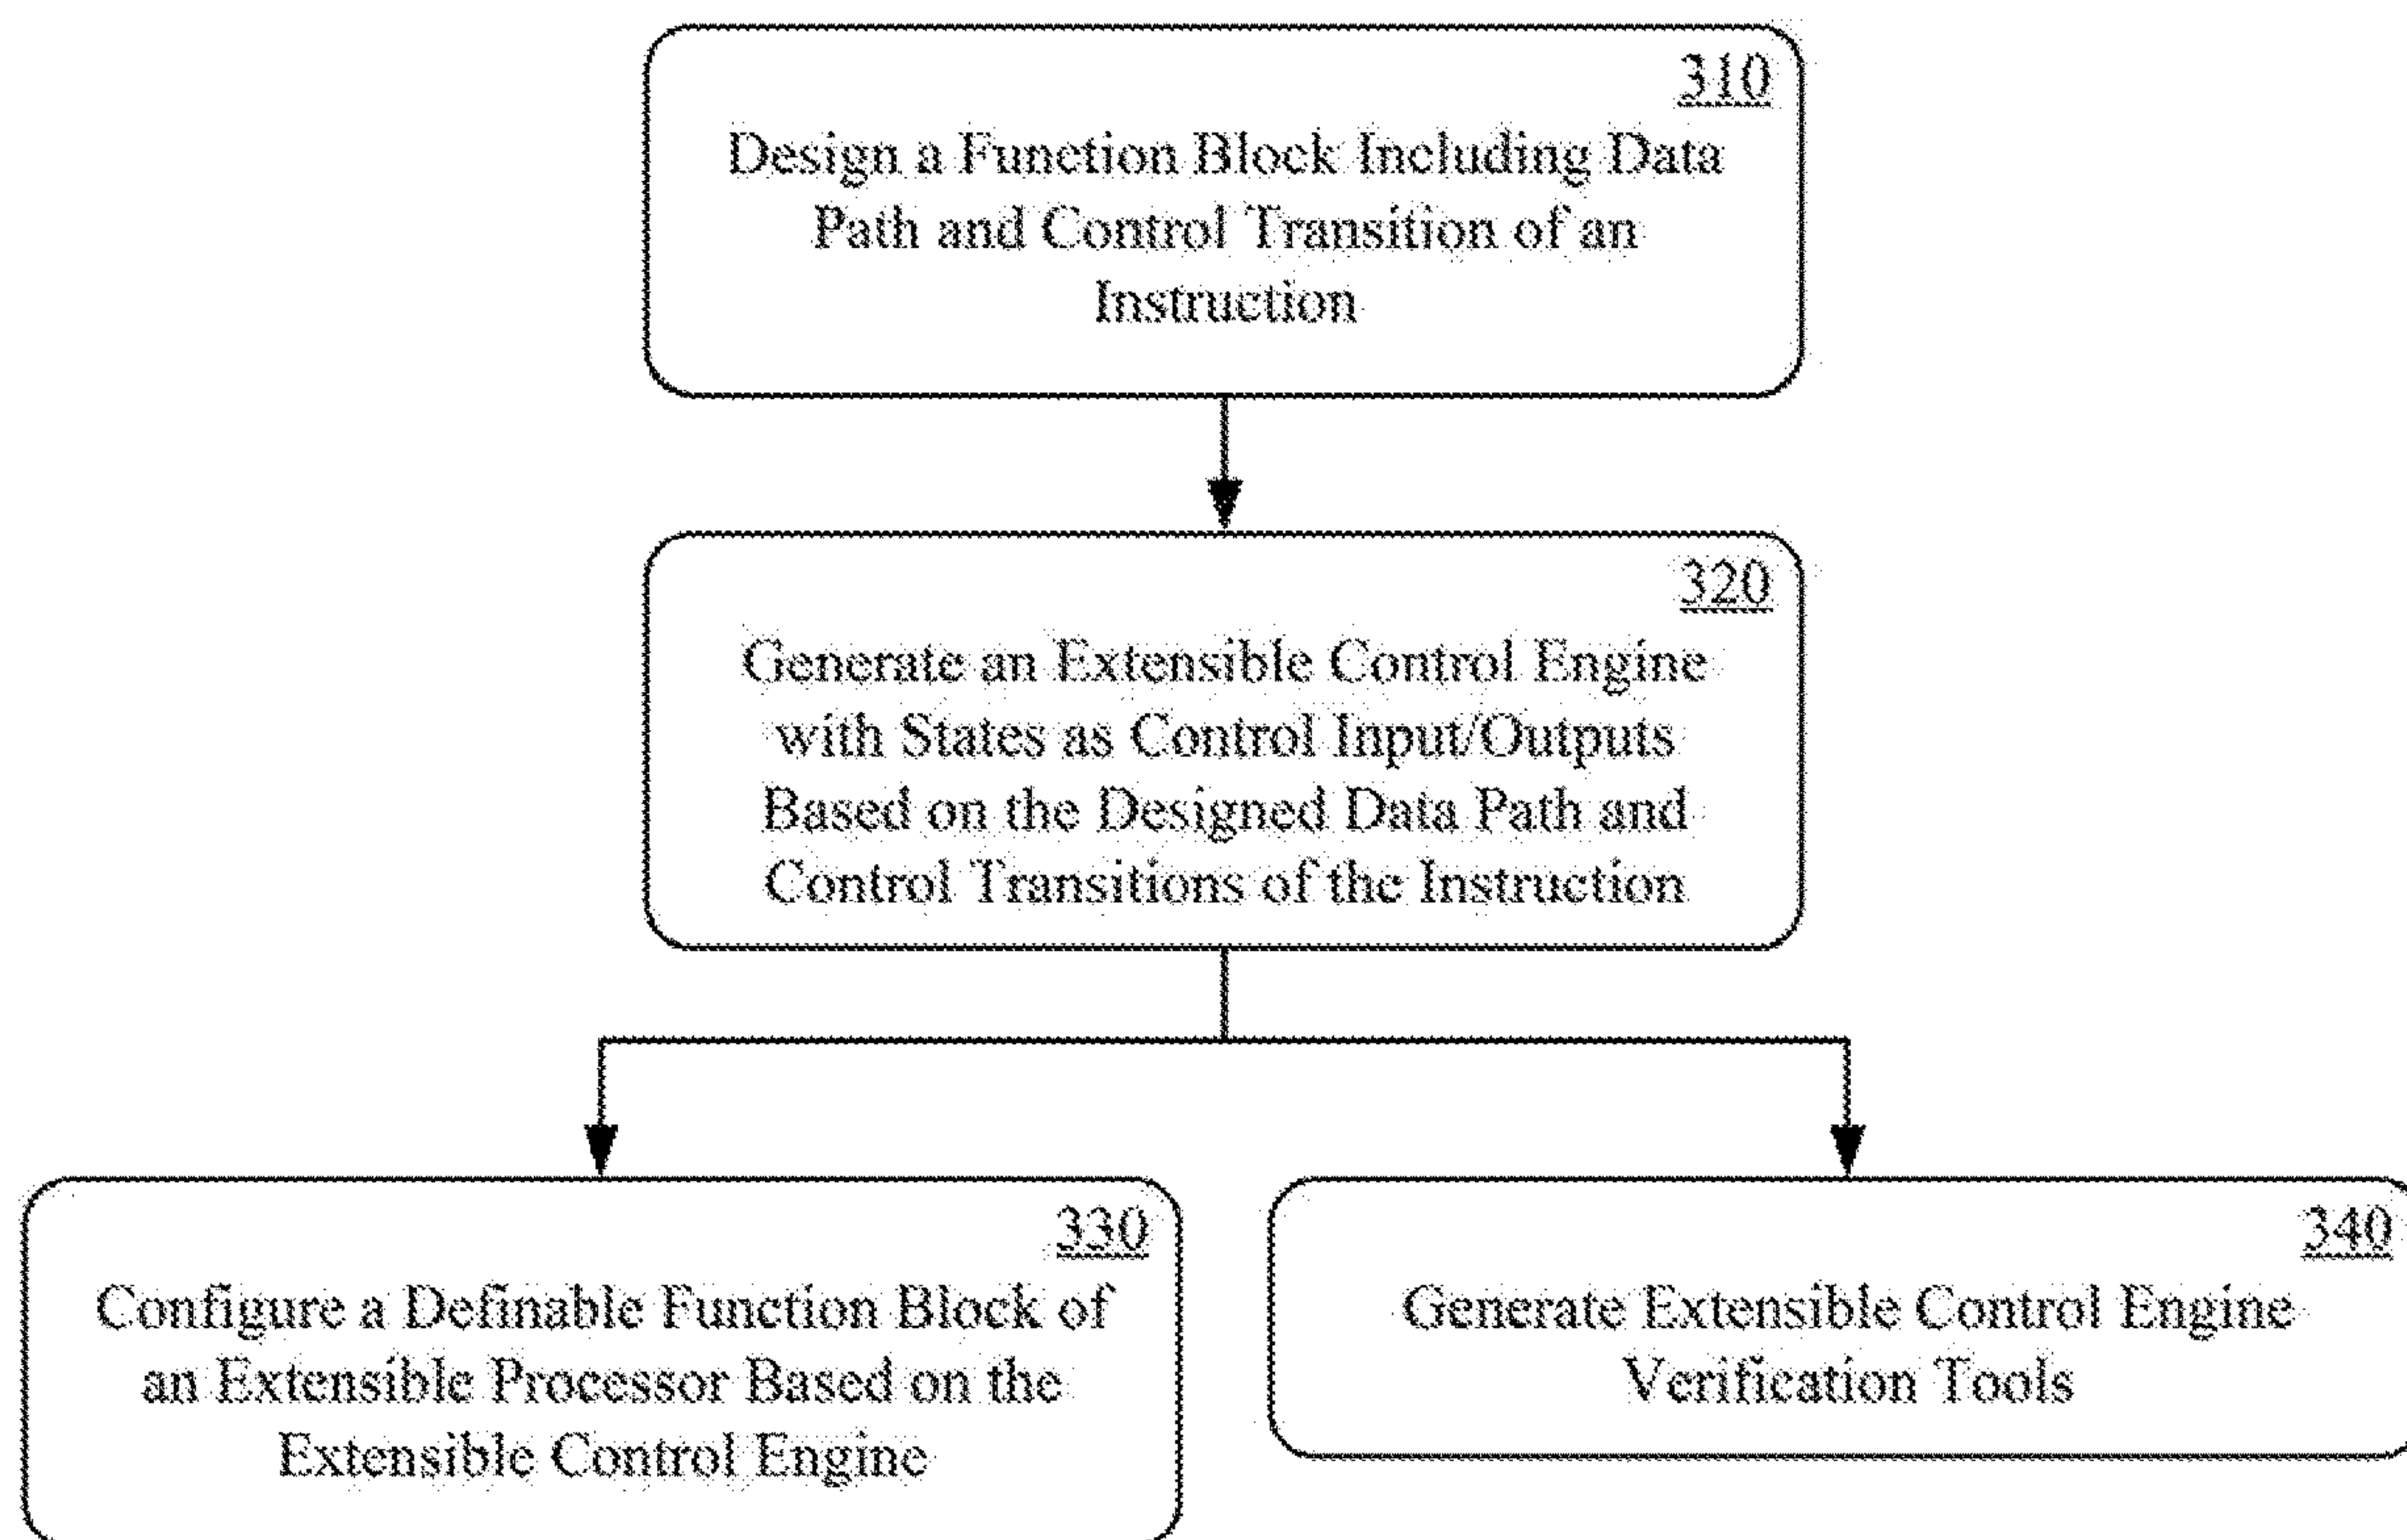 310
Design a Function Block Including Data
Path and Control Transition of an
Instruction
320
Generate an Extensible Control Engine
with States as Control Input/Outputs
Based on the Designed Data Path and
Control Transitions of the Instruction
330
Configure a Definable Function Block of
an Extensible Processor Based on the
Extensible Control Engine
340
Generate Extensible Control Engine
Verification Tools